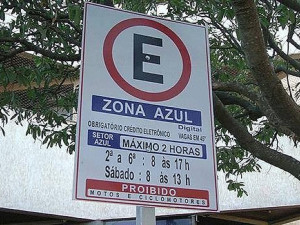 E
ZONA AZUL
Digital
OBRIGATÓRIO CRÉDITO ELETRÔNICO
VAGAS EM 45°
SETOR AZUL MÁXIMO 2 HORAS
2ª a 6ª : 8 às 17h
Sábado : 8 às 13h
PROIBIDO
MOTOS E CICLOMOTORES